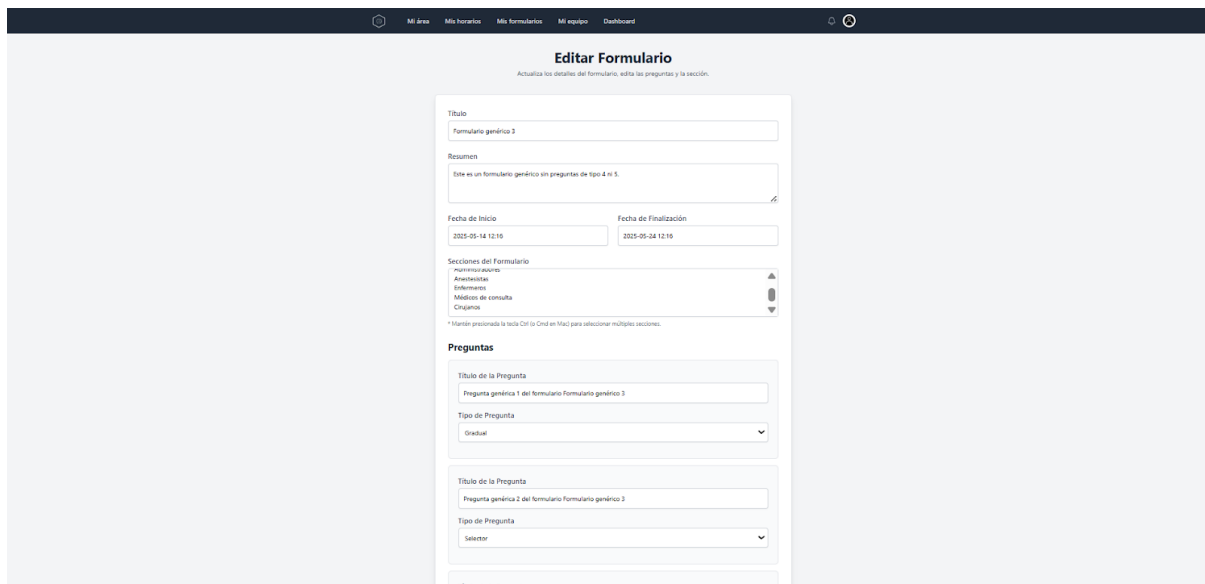 Mi área Mis horarios Mis formularios Mi equipo Dashboard
Editar Formulario
Actualiza los detalles del formulario, edita las preguntas y la sección.
Título
Formulario genérico 3
Resumen
Este es un formulario genérico sin preguntas de tipo 4 ni 5.
Fecha de Inicio Fecha de Finalización
2025-05-14 12:16 2025-05-24 12:16
Secciones del Formulario
Administradores
Anestesistas
Enfermeros
Médicos de consulta
Cirujanos
* Mantén presionada la tecla Ctrl (o Cmd en Mac) para seleccionar múltiples secciones.
Preguntas
Título de la Pregunta
Pregunta genérica 1 del formulario Formulario genérico 3
Tipo de Pregunta
Gradual
Título de la Pregunta
Pregunta genérica 2 del formulario Formulario genérico 3
Tipo de Pregunta
Selector